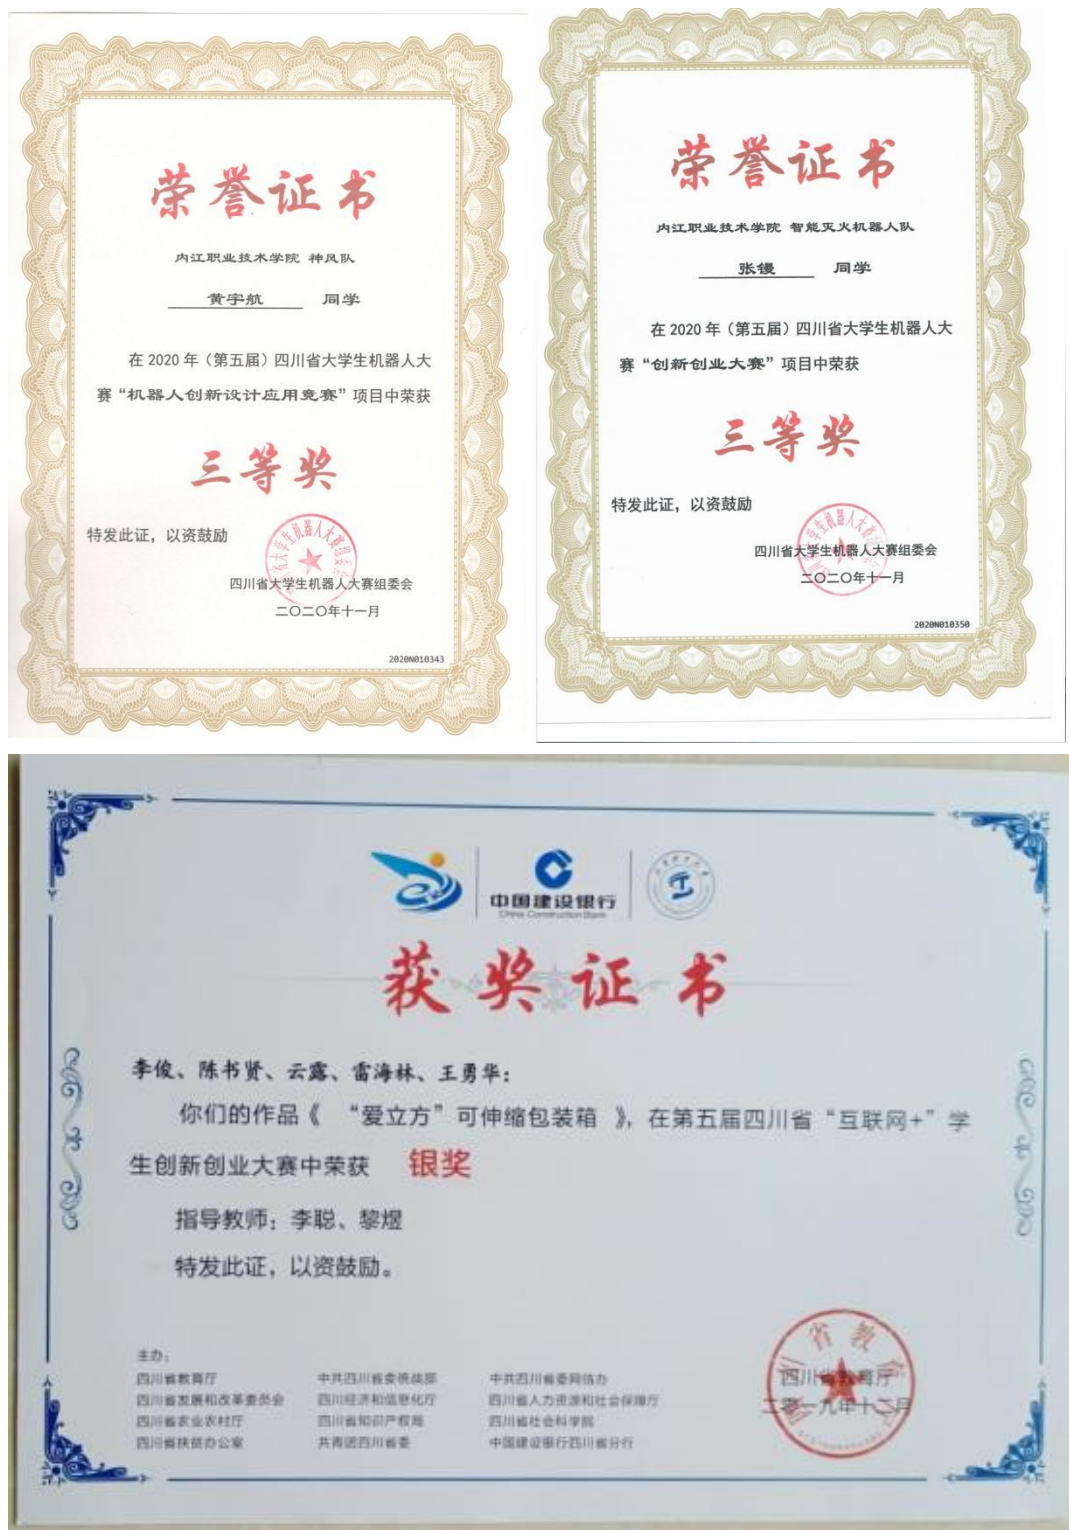 荣誉证书
内江职业技术学院 神风队
黄宇航 同学
在 2020 年（第五届）四川省大学生机器人大
赛“机器人创新设计应用竞赛”项目中荣获
三等奖
特发此证，以资鼓励
四川省大学生机器人大赛组委会
二〇二〇年十一月
2020N010343
荣誉证书
内江职业技术学院 智能灭火机器人队
张镘 同学
在 2020 年（第五届）四川省大学生机器人大
赛“创新创业大赛”项目中荣获
三等奖
特发此证，以资鼓励
四川省大学生机器人大赛组委会
二〇二〇年十一月
2020N010350
中国建设银行
China Construction Bank
获奖证书
李俊、陈书贤、云露、雷海林、王勇华：
你们的作品《 “爱立方”可伸缩包装箱 》，在第五届四川省“互联网+”学
生创新创业大赛中荣获 银奖
指导教师：李聪、黎煜
特发此证，以资鼓励。
主办：
四川省教育厅 中共四川省委统战部 中共四川省委网信办
四川省发展和改革委员会 四川经济和信息化厅 四川省人力资源和社会保障厅
四川省农业农村厅 四川省知识产权局 四川省社会科学院
四川省扶贫办公室 共青团四川省委 中国建设银行四川省分行
四川省教育厅
二零一九年十二月